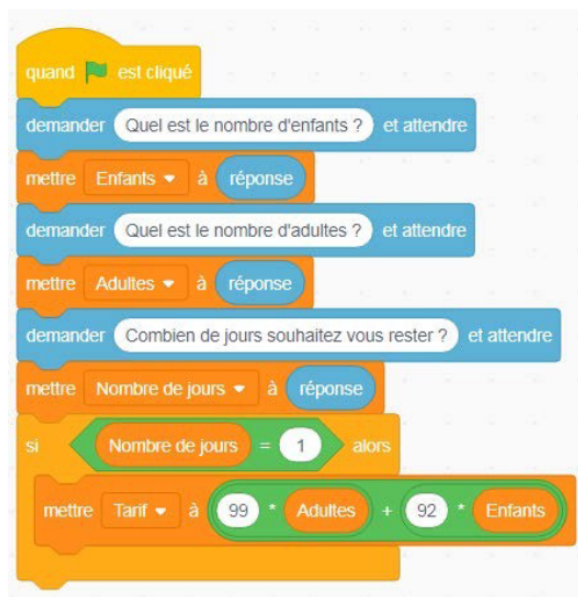 quand est cliqué
demander Quel est le nombre d'enfants ? et attendre
mettre Enfants à réponse
demander Quel est le nombre d'adultes ? et attendre
mettre Adultes à réponse
demander Combien de jours souhaitez vous rester ? et attendre
mettre Nombre de jours à réponse
si Nombre de jours = 1 alors
mettre Tarif à 99 * Adultes + 92 * Enfants